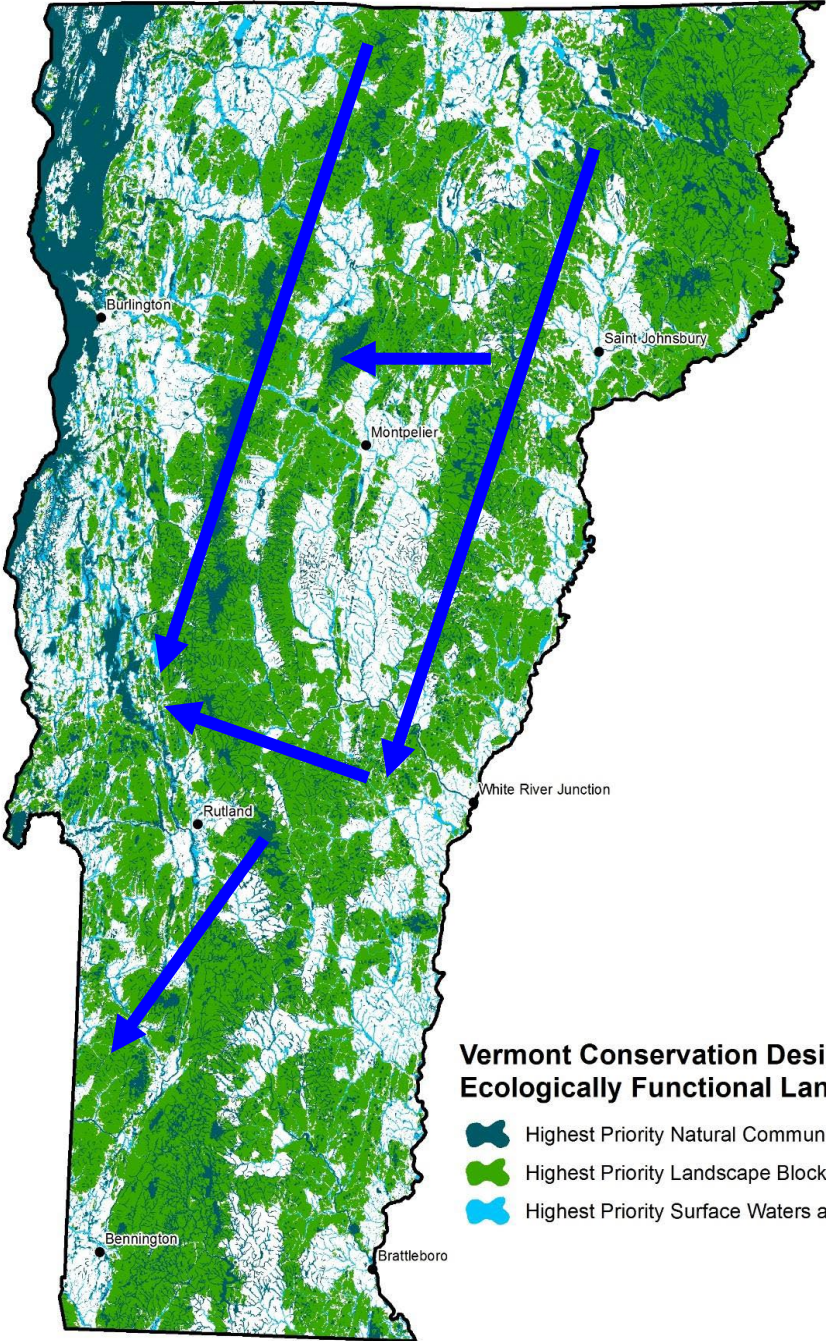 Burlington
Saint Johnsbury
Montpelier
White River Junction
Rutland
Vermont Conservation Desi
Ecologically Functional Lan
Highest Priority Natural Commun
Highest Priority Landscape Block
Highest Priority Surface Waters a
Bennington
Brattleboro